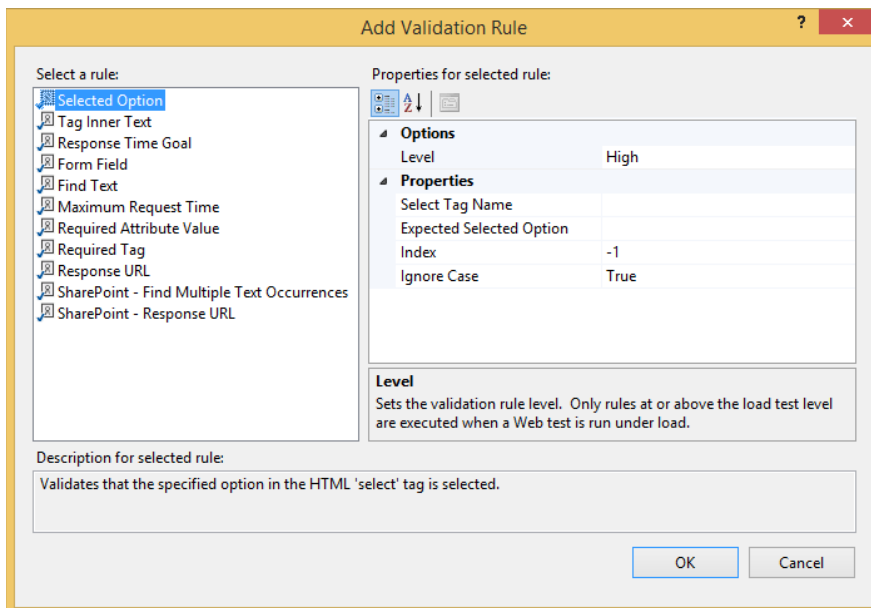 Add Validation Rule
?
Select a rule:
Selected Option
Tag Inner Text
Response Time Goal
Form Field
Find Text
Maximum Request Time
Required Attribute Value
Required Tag
Response URL
SharePoint - Find Multiple Text Occurrences
SharePoint - Response URL
Properties for selected rule:
Options
Level High
Properties
Select Tag Name
Expected Selected Option
Index -1
Ignore Case True
Level
Sets the validation rule level. Only rules at or above the load test level
are executed when a Web test is run under load.
Description for selected rule:
Validates that the specified option in the HTML 'select' tag is selected.
OK Cancel